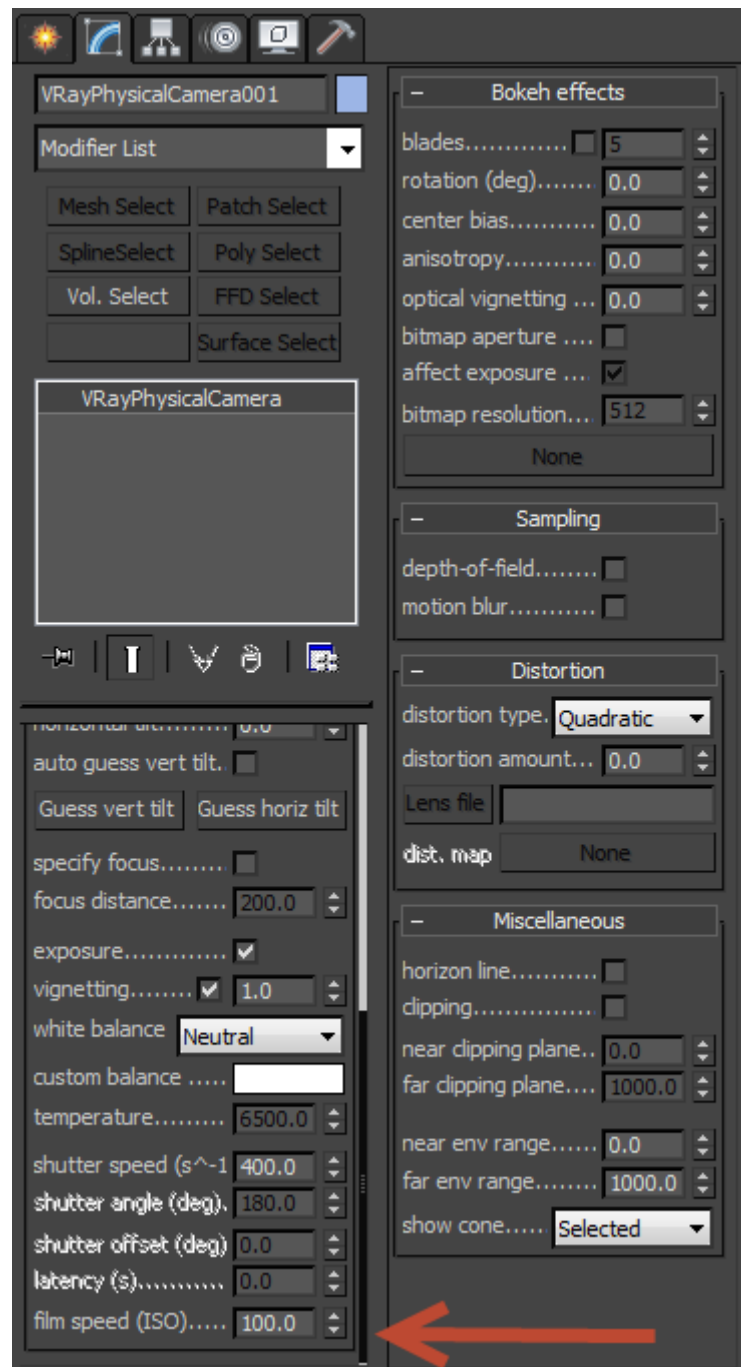 VRayPhysicalCamera001
Modifier List
Mesh Select Patch Select
SplineSelect Poly Select
Vol. Select FFD Select
Surface Select
VRayPhysicalCamera
horizontal tilt......... 0.0
auto guess vert tilt..
Guess vert tilt Guess horiz tilt
specify focus........
focus distance....... 200.0
exposure.............
vignetting........ 1.0
white balance Neutral
custom balance .....
temperature......... 6500.0
shutter speed (s^-1 400.0
shutter angle (deg). 180.0
shutter offset (deg) 0.0
latency (s)........... 0.0
film speed (ISO)..... 100.0
− Bokeh effects
blades............. 5
rotation (deg)....... 0.0
center bias........... 0.0
anisotropy............ 0.0
optical vignetting ... 0.0
bitmap aperture ....
affect exposure ....
bitmap resolution.... 512
None
− Sampling
depth-of-field........
motion blur...........
− Distortion
distortion type. Quadratic
distortion amount... 0.0
Lens file
dist. map None
− Miscellaneous
horizon line...........
clipping...............
near clipping plane.. 0.0
far clipping plane.... 1000.0
near env range...... 0.0
far env range........ 1000.0
show cone..... Selected